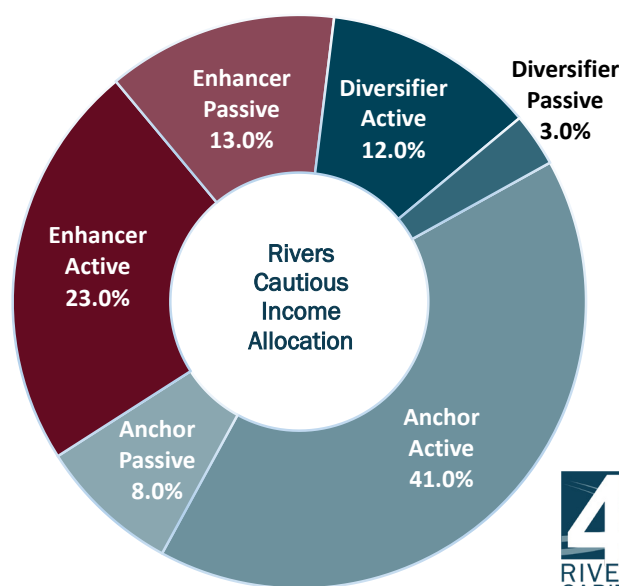 Enhancer
Passive
13.0%
Diversifier
Active
12.0%
Diversifier
Passive
3.0%
Enhancer
Active
23.0%
Rivers
Cautious
Income
Allocation
Anchor
Passive
8.0%
Anchor
Active
41.0%
4